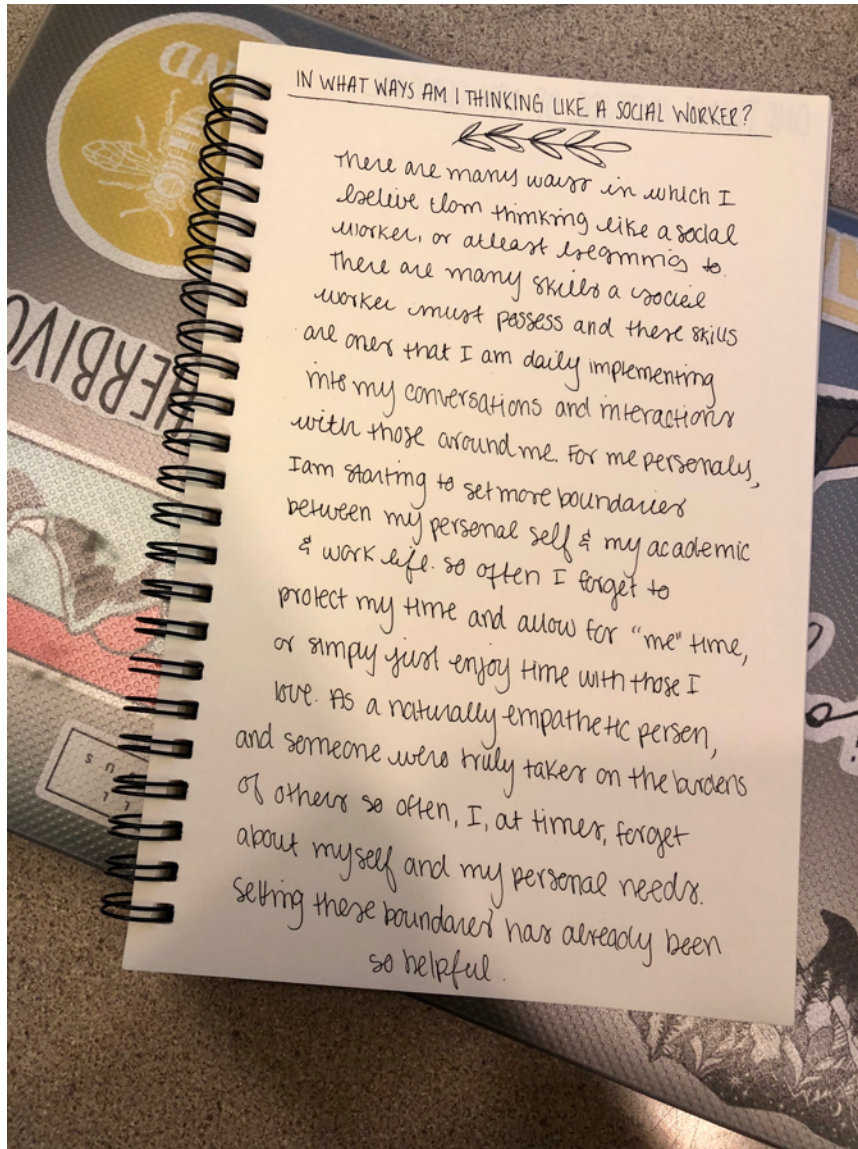 IN WHAT WAYS AM I THINKING LIKE A SOCIAL WORKER?
There are many ways in which I
beleive I am thinking like a social
worker, or atleast beginning to.
There are many skills a social
worker must possess and these skills
are ones that I am daily implementing
into my conversations and interactions
with those around me. For me personaly,
I am starting to set more boundaries
between my personal self & my academic
& work life. So often I forget to
protect my time and allow for "me" time,
or simply just enjoy time with those I
love. As a naturally empathetic person,
and someone who truly takes on the burdens
of others so often, I, at times, forget
about myself and my personal needs.
Setting these boundaries has already been
so helpful.
ND
HERBIVO